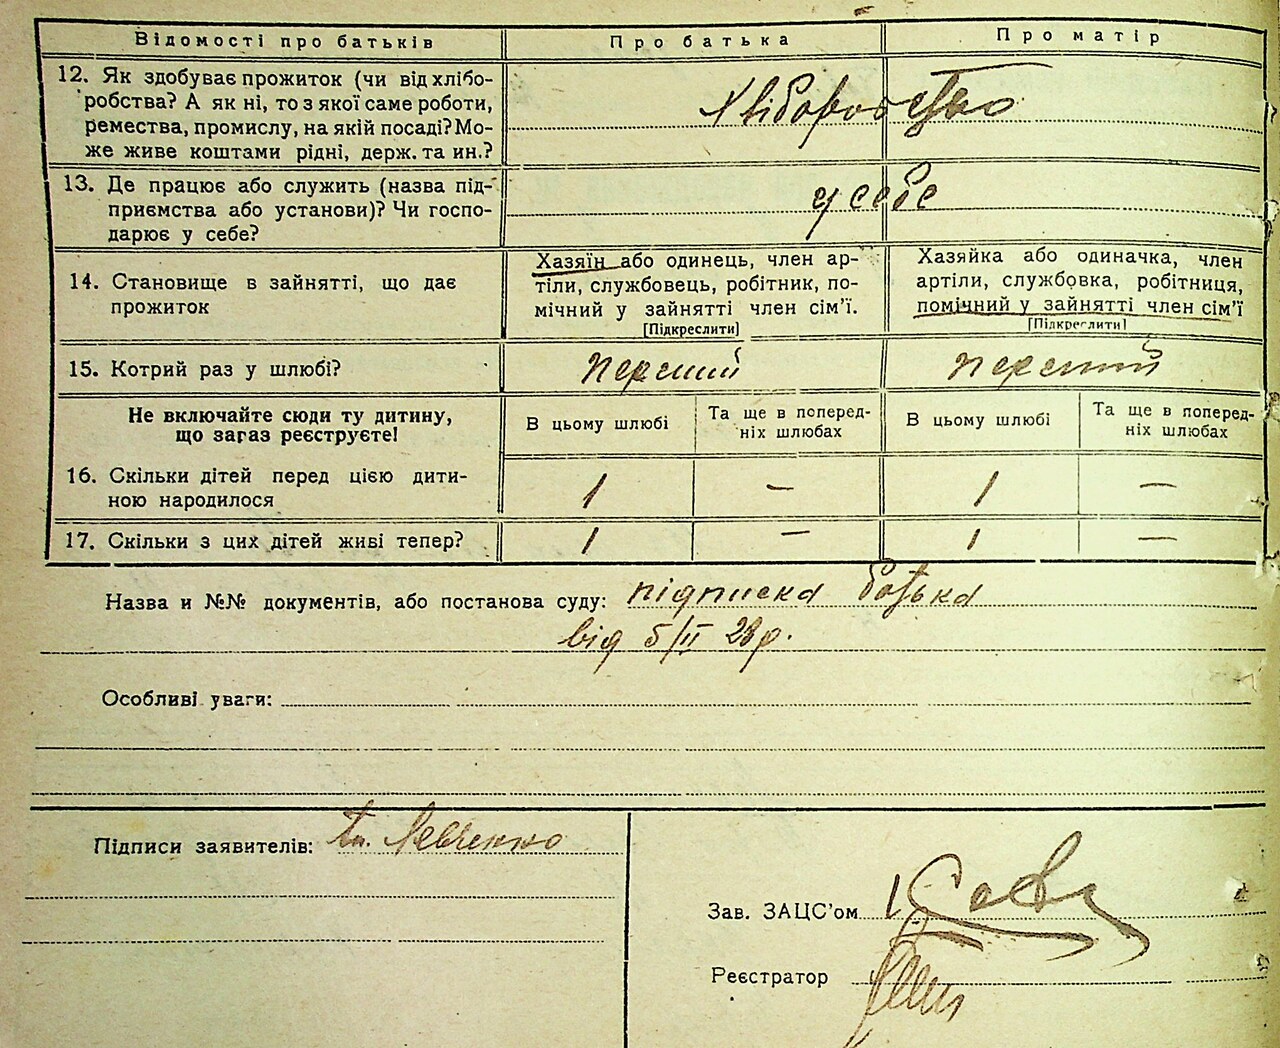 Відомості про батьків Про батька Про матір
12. Як здобуває прожиток (чи від хлібо-
робства? А як ні, то з якої саме роботи,
ремества, промислу, на якій посаді? Мо-
же живе коштами рідні, держ. та ин.?
Хліборобство
13. Де працює або служить (назва під-
приємства або установи)? Чи госпо-
дарює у себе?
у себе
14. Становище в зайнятті, що дає
прожиток
Хазяїн або одинець, член ар-
тіли, службовець, робітник, по-
мічний у зайнятті член сім'ї.
[Підкреслити]
Хазяйка або одиначка, член
артіли, службовка, робітниця,
помічний у зайнятті член сім'ї
[Підкреслити]
15. Котрий раз у шлюбі? перший перший
Не включайте сюди ту дитину,
що загаз реєструєте!
В цьому шлюбі
Та ще в поперед-
ніх шлюбах
В цьому шлюбі
Та ще в поперед-
ніх шлюбах
16. Скільки дітей перед цією дити-
ною народилося
1 — 1 —
17. Скільки з цих дітей живі тепер? 1 — 1 —
Назва и №№ документів, або постанова суду: підписка батька
від 5/II 28 р.
Особливі уваги:
Підписи заявителів: Левченко
Зав. ЗАЦС'ом
Реєстратор